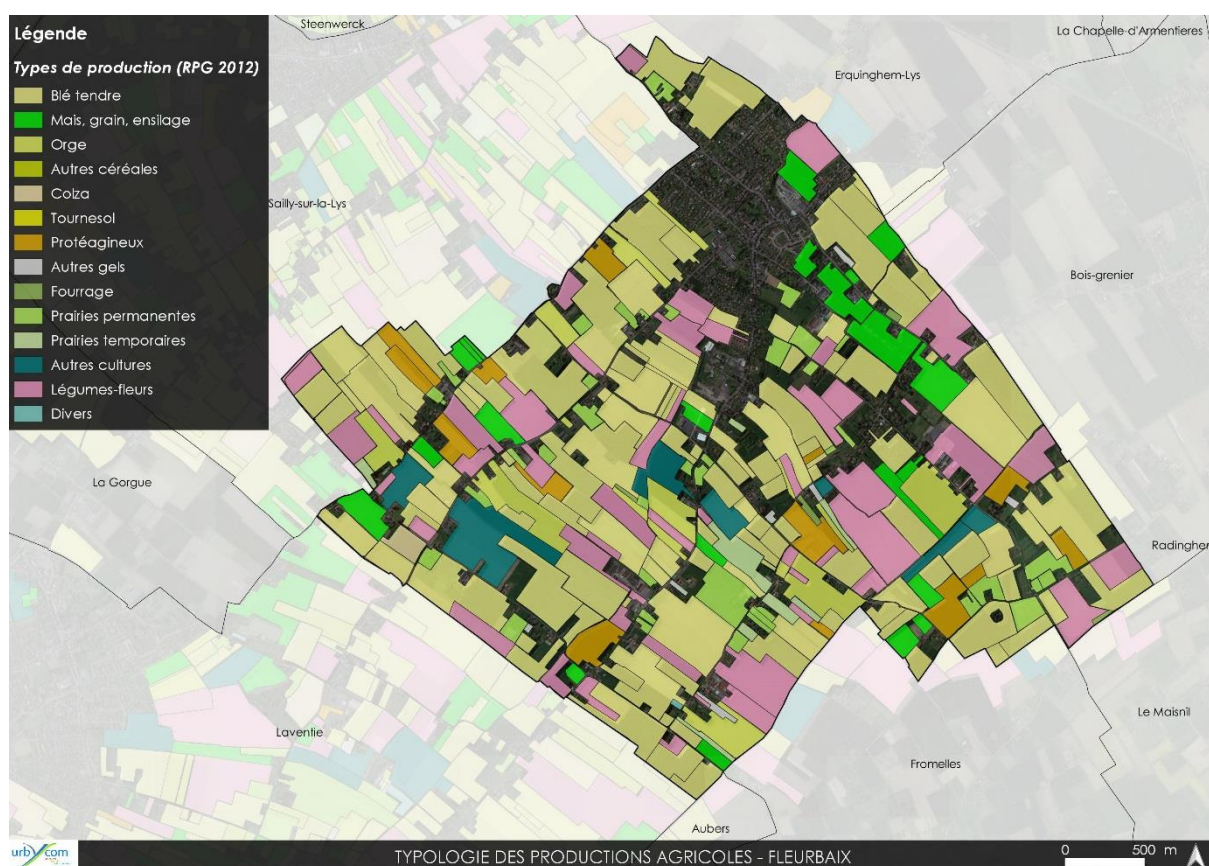 Légende
Types de production (RPG 2012)
Blé tendre
Mais, grain, ensilage
Orge
Autres céréales
Colza
Tournesol
Protéagineux
Autres gels
Fourrage
Prairies permanentes
Prairies temporaires
Autres cultures
Légumes-fleurs
Divers
Steenwerck
La Chapelle-d'Armentieres
Erquinghem-Lys
Sailly-sur-la-Lys
Bois-grenier
La Gorgue
Radingher
Le Maisnil
Laventie
Fromelles
Aubers
urbycom
TYPOLOGIE DES PRODUCTIONS AGRICOLES - FLEURBAIX
0 500 m